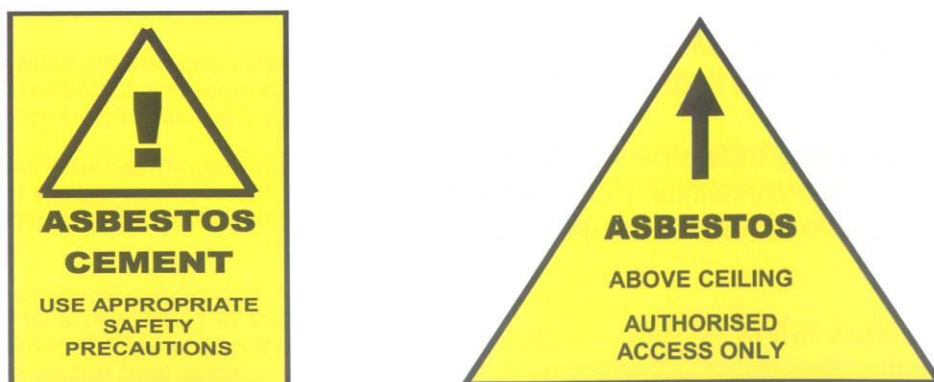 !
ASBESTOS
CEMENT
USE APPROPRIATE
SAFETY
PRECAUTIONS
ASBESTOS
ABOVE CEILING
AUTHORISED
ACCESS ONLY